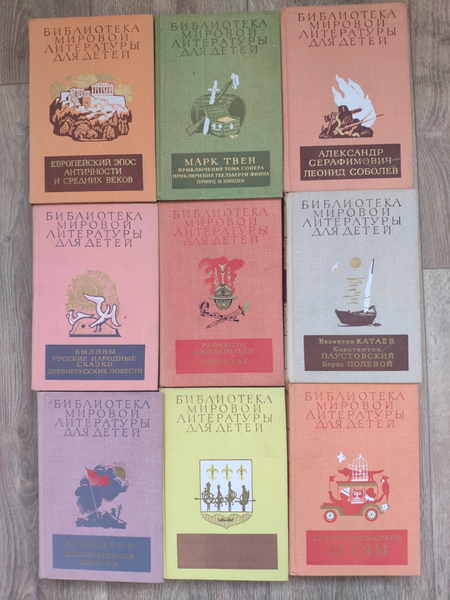 БИБЛИОТЕКА
МИРОВОЙ
ЛИТЕРАТУРЫ
ДЛЯ ДЕТЕЙ
ЕВРОПЕЙСКИЙ ЭПОС
АНТИЧНОСТИ
И СРЕДНИХ ВЕКОВ
БИБЛИОТЕКА
МИРОВОЙ
ЛИТЕРАТУРЫ
ДЛЯ ДЕТЕЙ
МАРК ТВЕН
ПРИКЛЮЧЕНИЯ ТОМА СОЙЕРА
ПРИКЛЮЧЕНИЯ ГЕКЛЬБЕРРИ ФИННА
ПРИНЦ И НИЩИЙ
БИБЛИОТЕКА
МИРОВОЙ
ЛИТЕРАТУРЫ
ДЛЯ ДЕТЕЙ
АЛЕКСАНДР
СЕРАФИМОВИЧ
ЛЕОНИД СОБОЛЕВ
БИБЛИОТЕКА
МИРОВОЙ
ЛИТЕРАТУРЫ
ДЛЯ ДЕТЕЙ
БЫЛИНЫ
РУССКИЕ НАРОДНЫЕ
СКАЗКИ
ДРЕВНЕРУССКИЕ ПОВЕСТИ
БИБЛИОТЕКА
МИРОВОЙ
ЛИТЕРАТУРЫ
ДЛЯ ДЕТЕЙ
РАФАЭЛЛО
ДЖОВАНЬОЛИ
СПАРТАК
БИБЛИОТЕКА
МИРОВОЙ
ЛИТЕРАТУРЫ
ДЛЯ ДЕТЕЙ
Валентин КАТАЕВ
Константин
ПАУСТОВСКИЙ
Борис ПОЛЕВОЙ
БИБЛИОТЕКА
МИРОВОЙ
ЛИТЕРАТУРЫ
ДЛЯ ДЕТЕЙ
БИБЛИОТЕКА
МИРОВОЙ
ЛИТЕРАТУРЫ
ДЛЯ ДЕТЕЙ
БИБЛИОТЕКА
МИРОВОЙ
ЛИТЕРАТУРЫ
ДЛЯ ДЕТЕЙ
ДЕТЯМ